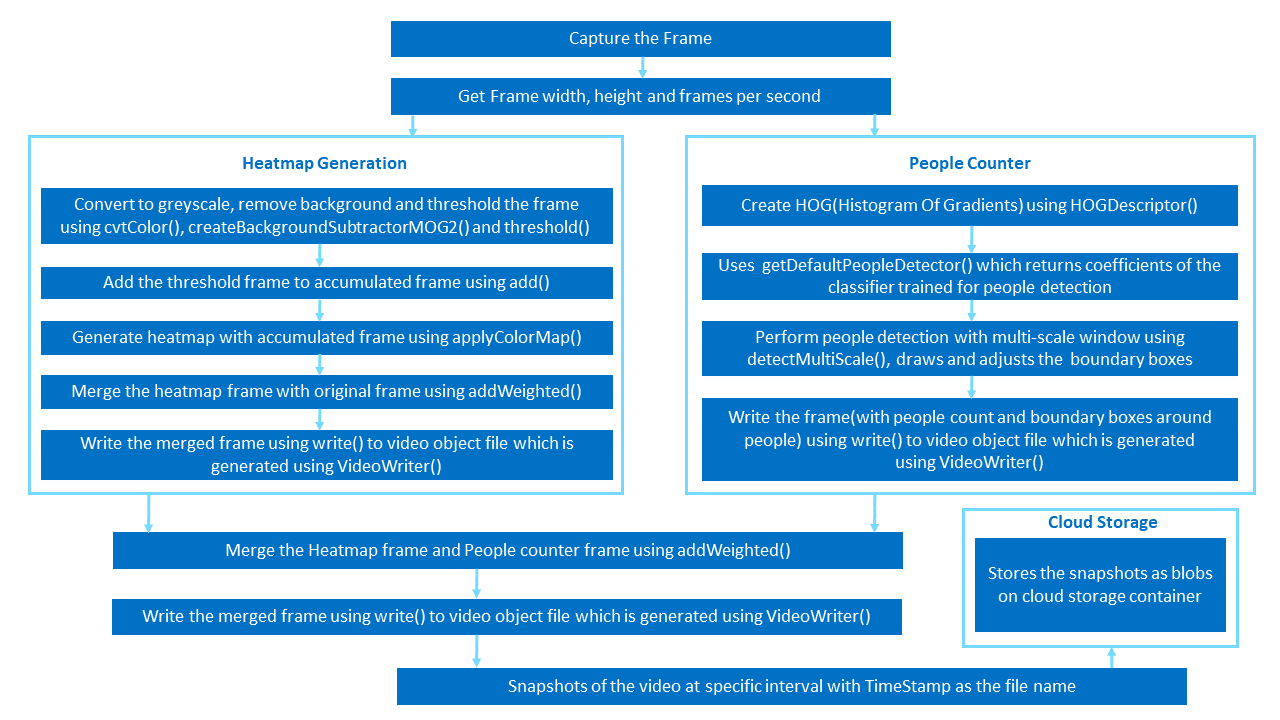 Capture the Frame
Get Frame width, height and frames per second
Heatmap Generation
Convert to greyscale, remove background and threshold the frame
using cvtColor(), createBackgroundSubtractorMOG2() and threshold()
Add the threshold frame to accumulated frame using add()
Generate heatmap with accumulated frame using applyColorMap()
Merge the heatmap frame with original frame using addWeighted()
Write the merged frame using write() to video object file which is
generated using VideoWriter()
People Counter
Create HOG(Histogram Of Gradients) using HOGDescriptor()
Uses getDefaultPeopleDetector() which returns coefficients of the
classifier trained for people detection
Perform people detection with multi-scale window using
detectMultiScale(), draws and adjusts the boundary boxes
Write the frame(with people count and boundary boxes around
people) using write() to video object file which is generated
using VideoWriter()
Merge the Heatmap frame and People counter frame using addWeighted()
Write the merged frame using write() to video object file which is generated using VideoWriter()
Snapshots of the video at specific interval with TimeStamp as the file name
Cloud Storage
Stores the snapshots as blobs
on cloud storage container